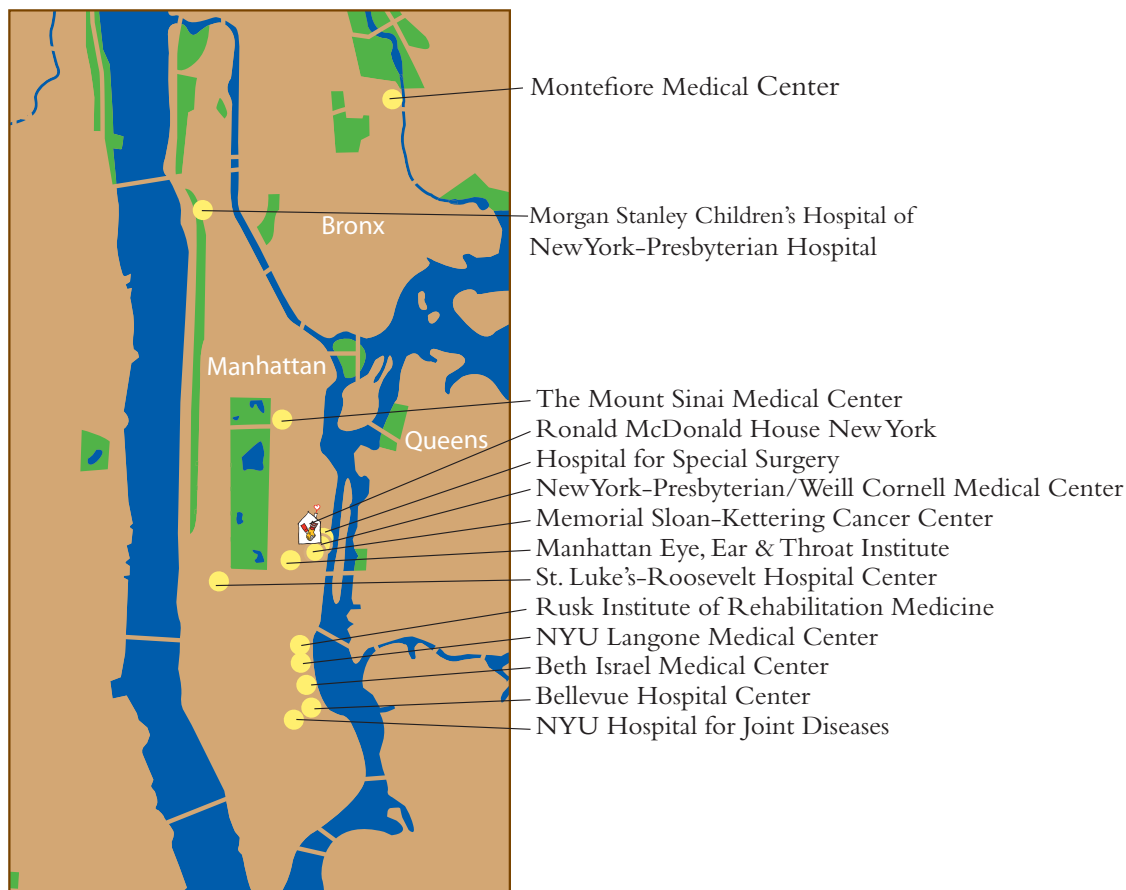 Montefiore Medical Center
Morgan Stanley Children's Hospital of
NewYork-Presbyterian Hospital
Bronx
Manhattan
The Mount Sinai Medical Center
Ronald McDonald House New York
Queens
Hospital for Special Surgery
NewYork-Presbyterian/Weill Cornell Medical Center
Memorial Sloan-Kettering Cancer Center
Manhattan Eye, Ear & Throat Institute
St. Luke's-Roosevelt Hospital Center
Rusk Institute of Rehabilitation Medicine
NYU Langone Medical Center
Beth Israel Medical Center
Bellevue Hospital Center
NYU Hospital for Joint Diseases